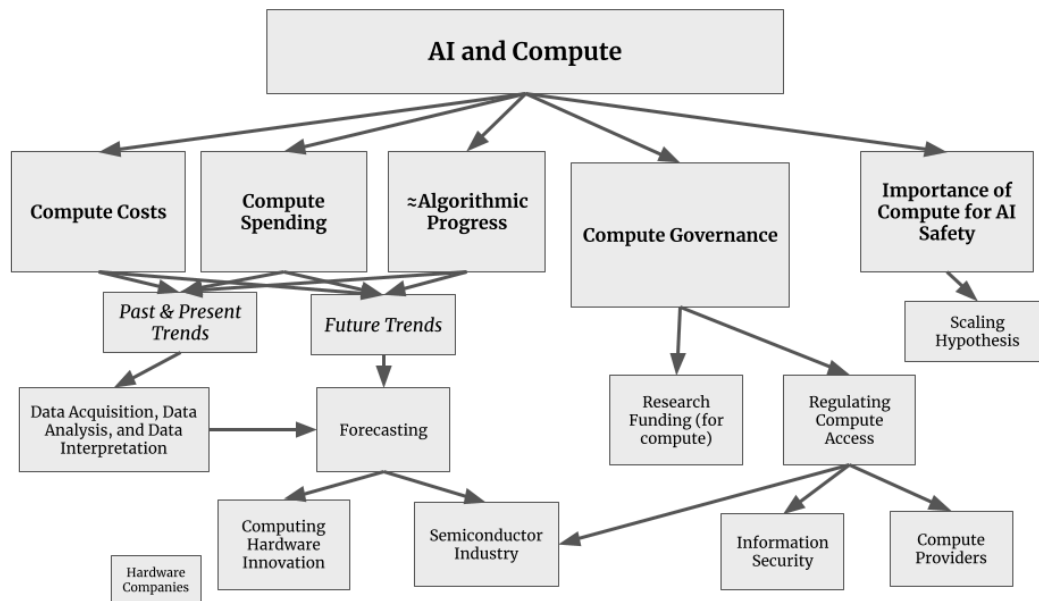 AI and Compute
Compute Costs
Compute
Spending
≈Algorithmic
Progress
Compute Governance
Importance of
Compute for AI
Safety
Past & Present
Trends
Future Trends
Scaling
Hypothesis
Data Acquisition, Data
Analysis, and Data
Interpretation
Forecasting
Research
Funding (for
compute)
Regulating
Compute
Access
Computing
Hardware
Innovation
Semiconductor
Industry
Information
Security
Compute
Providers
Hardware
Companies